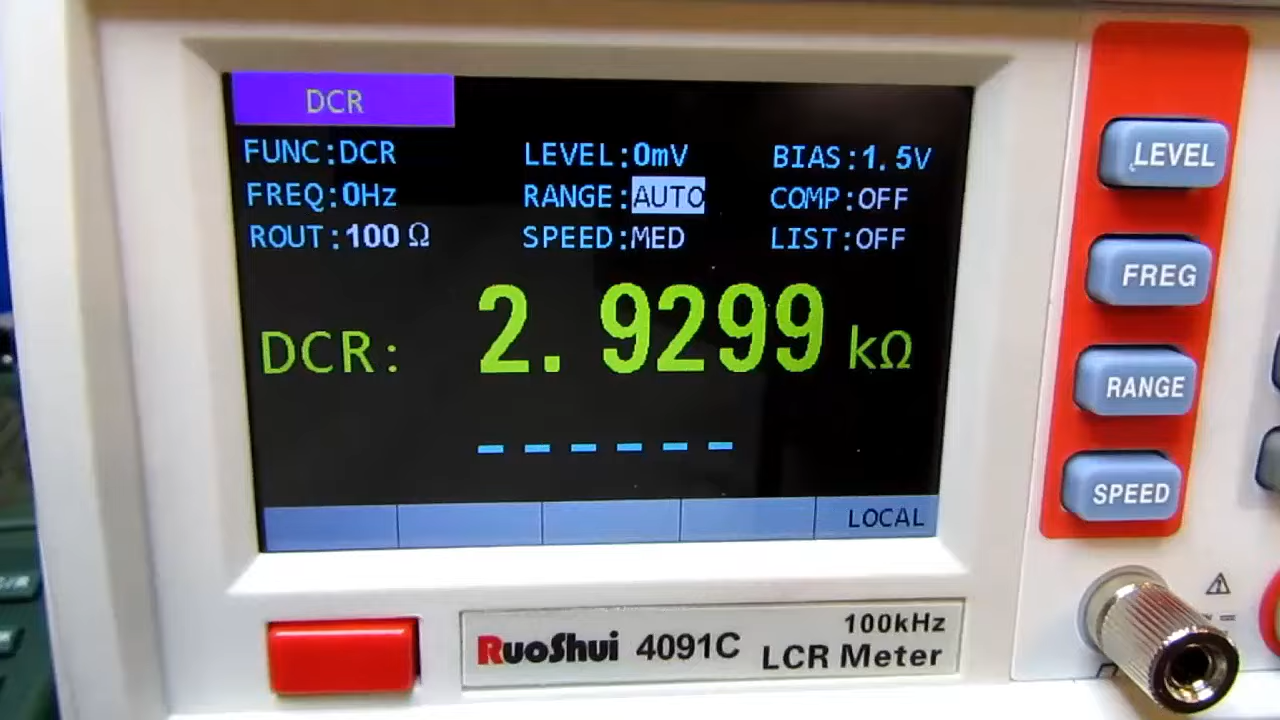 DCR
FUNC:DCR LEVEL:0mV BIAS:1.5V
FREQ:0Hz RANGE:AUTO COMP:OFF
ROUT:100 Ω SPEED:MED LIST:OFF
DCR: 2.9299 kΩ
------
LOCAL
LEVEL
FREG
RANGE
SPEED
RuoShui 4091C 100kHz
LCR Meter